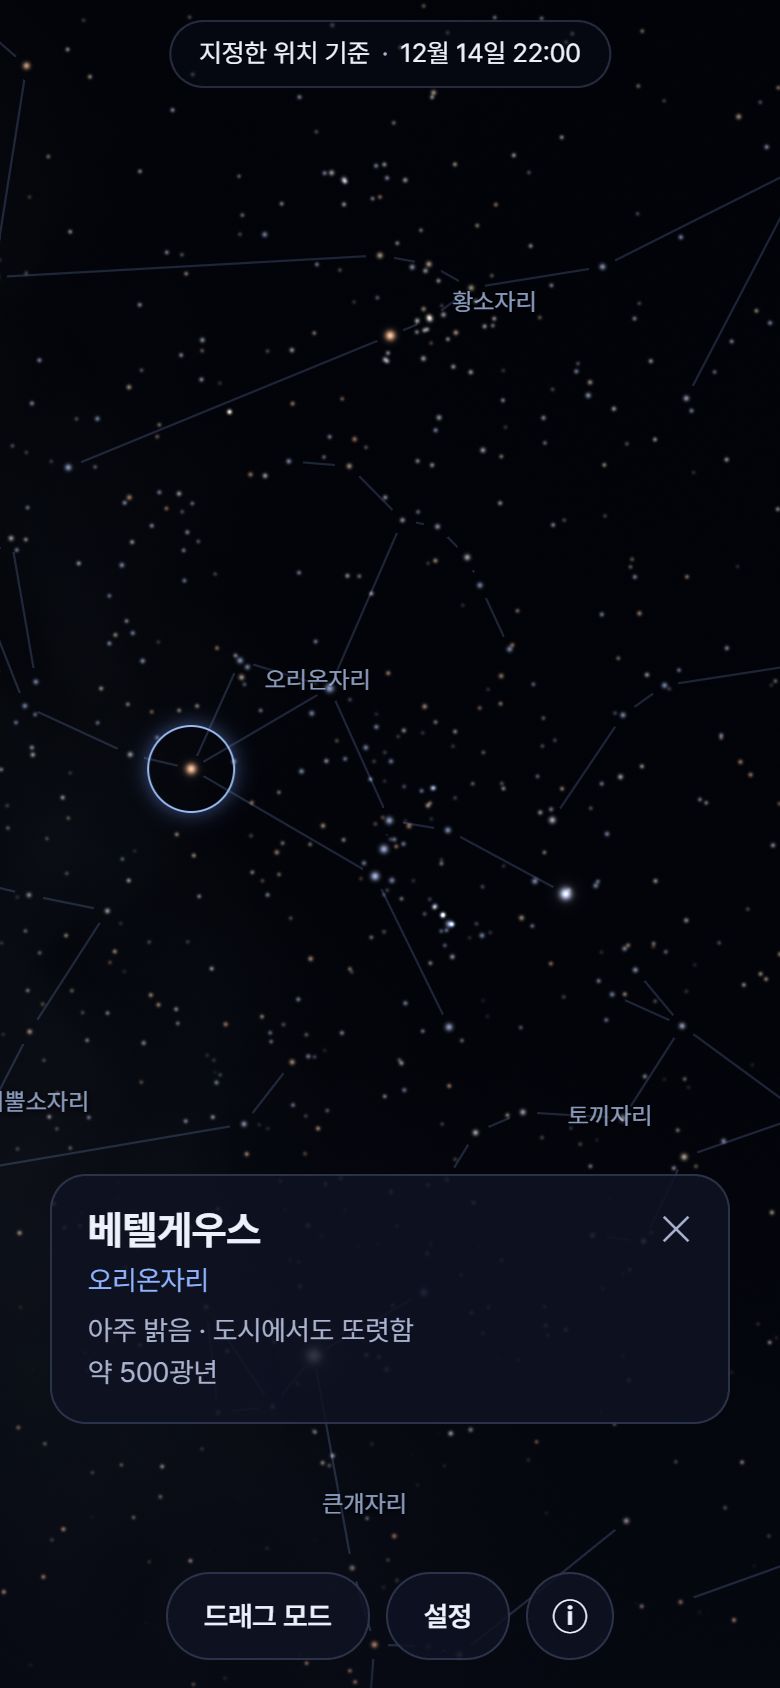 지정한 위치 기준 · 12월 14일 22:00
황소자리
오리온자리
뿔소자리
토끼자리
베텔게우스
오리온자리
아주 밝음 · 도시에서도 또렷함
약 500광년
큰개자리
드래그 모드
설정